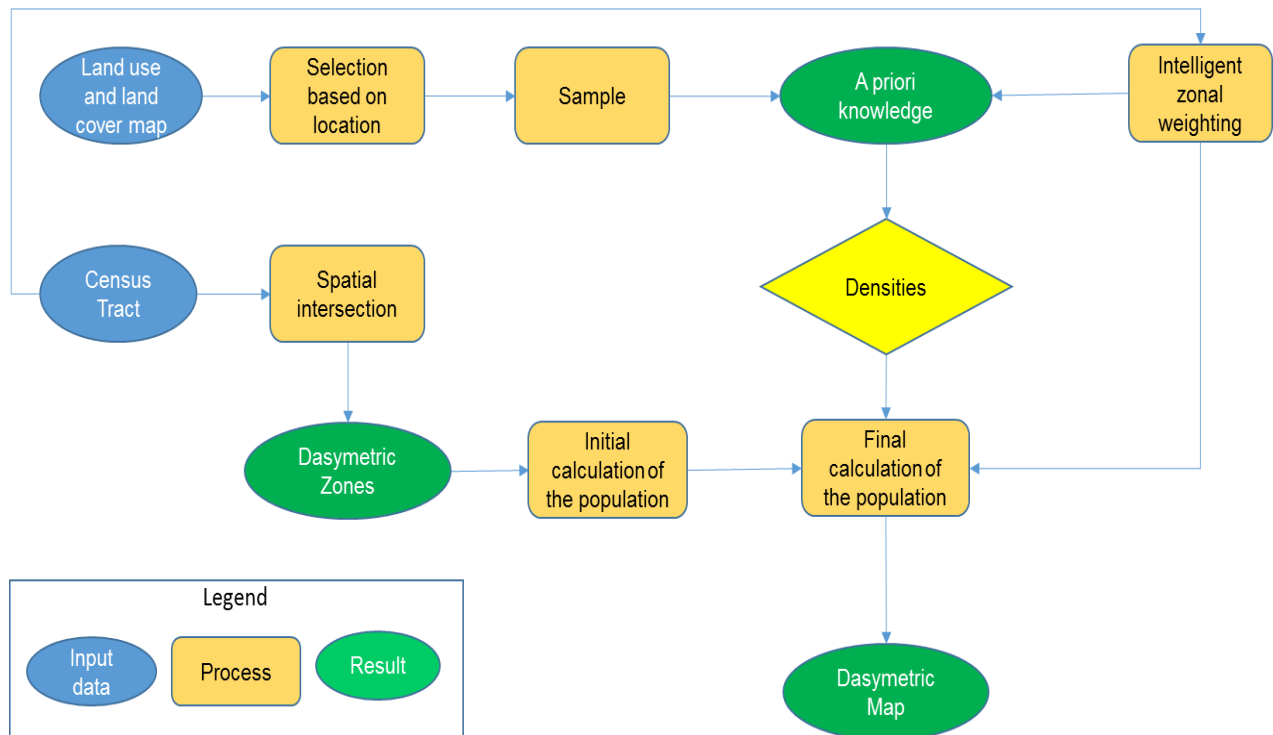 Land use
and land
cover map
Selection
based on
location
Sample
A priori
knowledge
Intelligent
zonal
weighting
Census
Tract
Spatial
intersection
Densities
Dasymetric
Zones
Initial
calculation of
the population
Final
calculation of
the population
Legend
Input
data
Process
Result
Dasymetric
Map